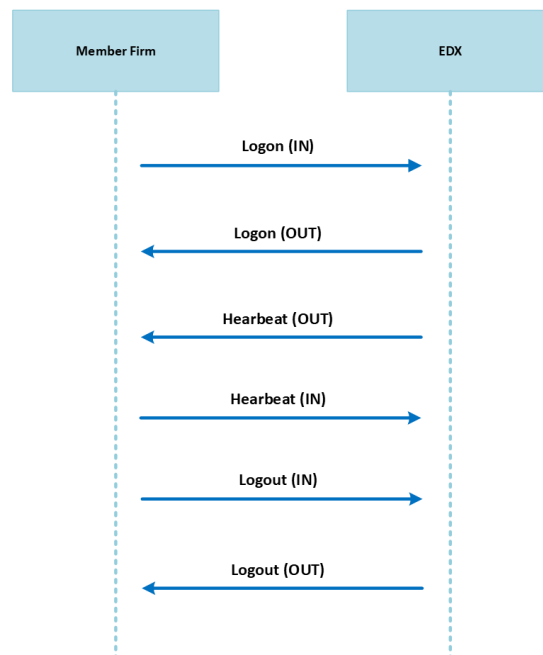 Member Firm
EDX
Logon (IN)
Logon (OUT)
Hearbeat (OUT)
Hearbeat (IN)
Logout (IN)
Logout (OUT)